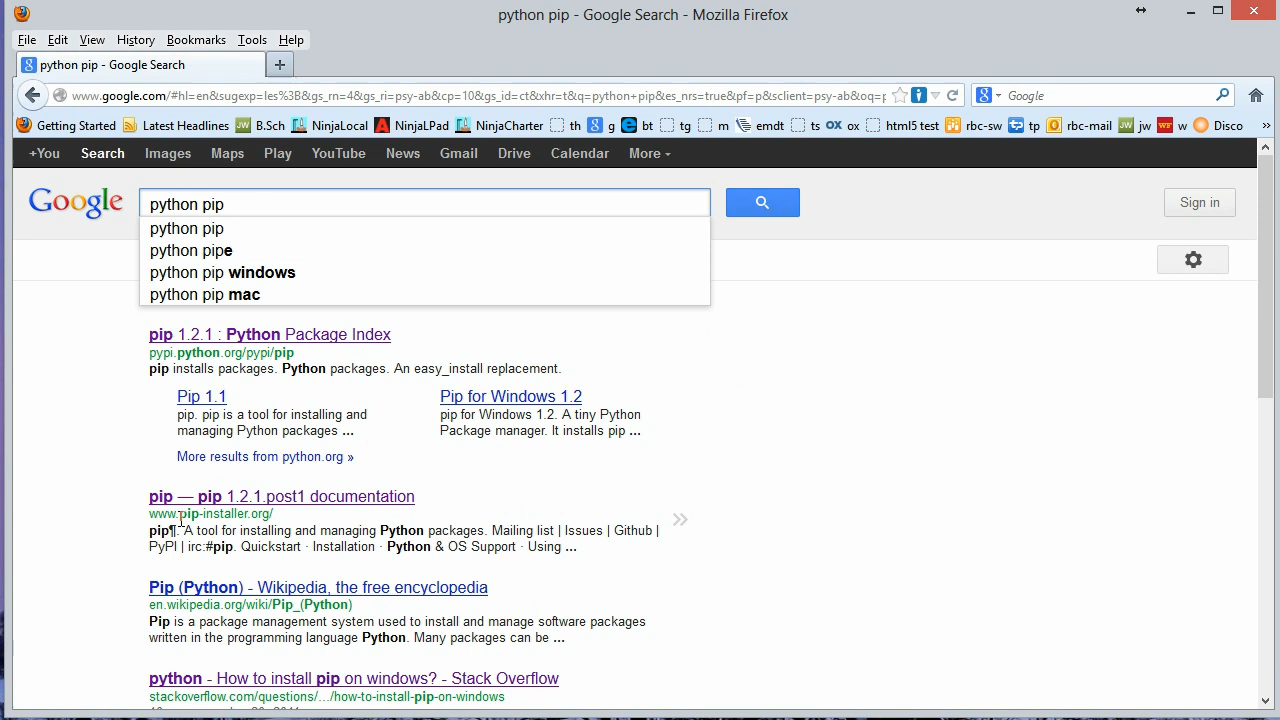 python pip - Google Search - Mozilla Firefox
File Edit View History Bookmarks Tools Help
python pip - Google Search
www.google.com/#hl=en&sugexp=les%3B&gs_rn=4&gs_ri=psy-ab&cp=10&gs_id=ct&xhr=t&q=python+pip&es_nrs=true&pf=p&sclient=psy-ab&oq=p Google
Getting Started Latest Headlines B.Sch NinjaLocal NinjaLPad NinjaCharter th g bt tg m emdt ts ox html5 test rbc-sw tp rbc-mail jw w Disco
+You Search Images Maps Play YouTube News Gmail Drive Calendar More
Google python pip Sign in
python pip
python pipe
python pip windows
python pip mac
pip 1.2.1 : Python Package Index
pypi.python.org/pypi/pip
pip installs packages. Python packages. An easy_install replacement.
Pip 1.1
pip. pip is a tool for installing and
managing Python packages ...
Pip for Windows 1.2
pip for Windows 1.2. A tiny Python
Package manager. It installs pip ...
More results from python.org »
pip — pip 1.2.1.post1 documentation
www.pip-installer.org/
pip¶. A tool for installing and managing Python packages. Mailing list | Issues | Github |
PyPI | irc:#pip. Quickstart · Installation · Python & OS Support · Using ...
Pip (Python) - Wikipedia, the free encyclopedia
en.wikipedia.org/wiki/Pip_(Python)
Pip is a package management system used to install and manage software packages
written in the programming language Python. Many packages can be ...
python - How to install pip on windows? - Stack Overflow
stackoverflow.com/questions/.../how-to-install-pip-on-windows